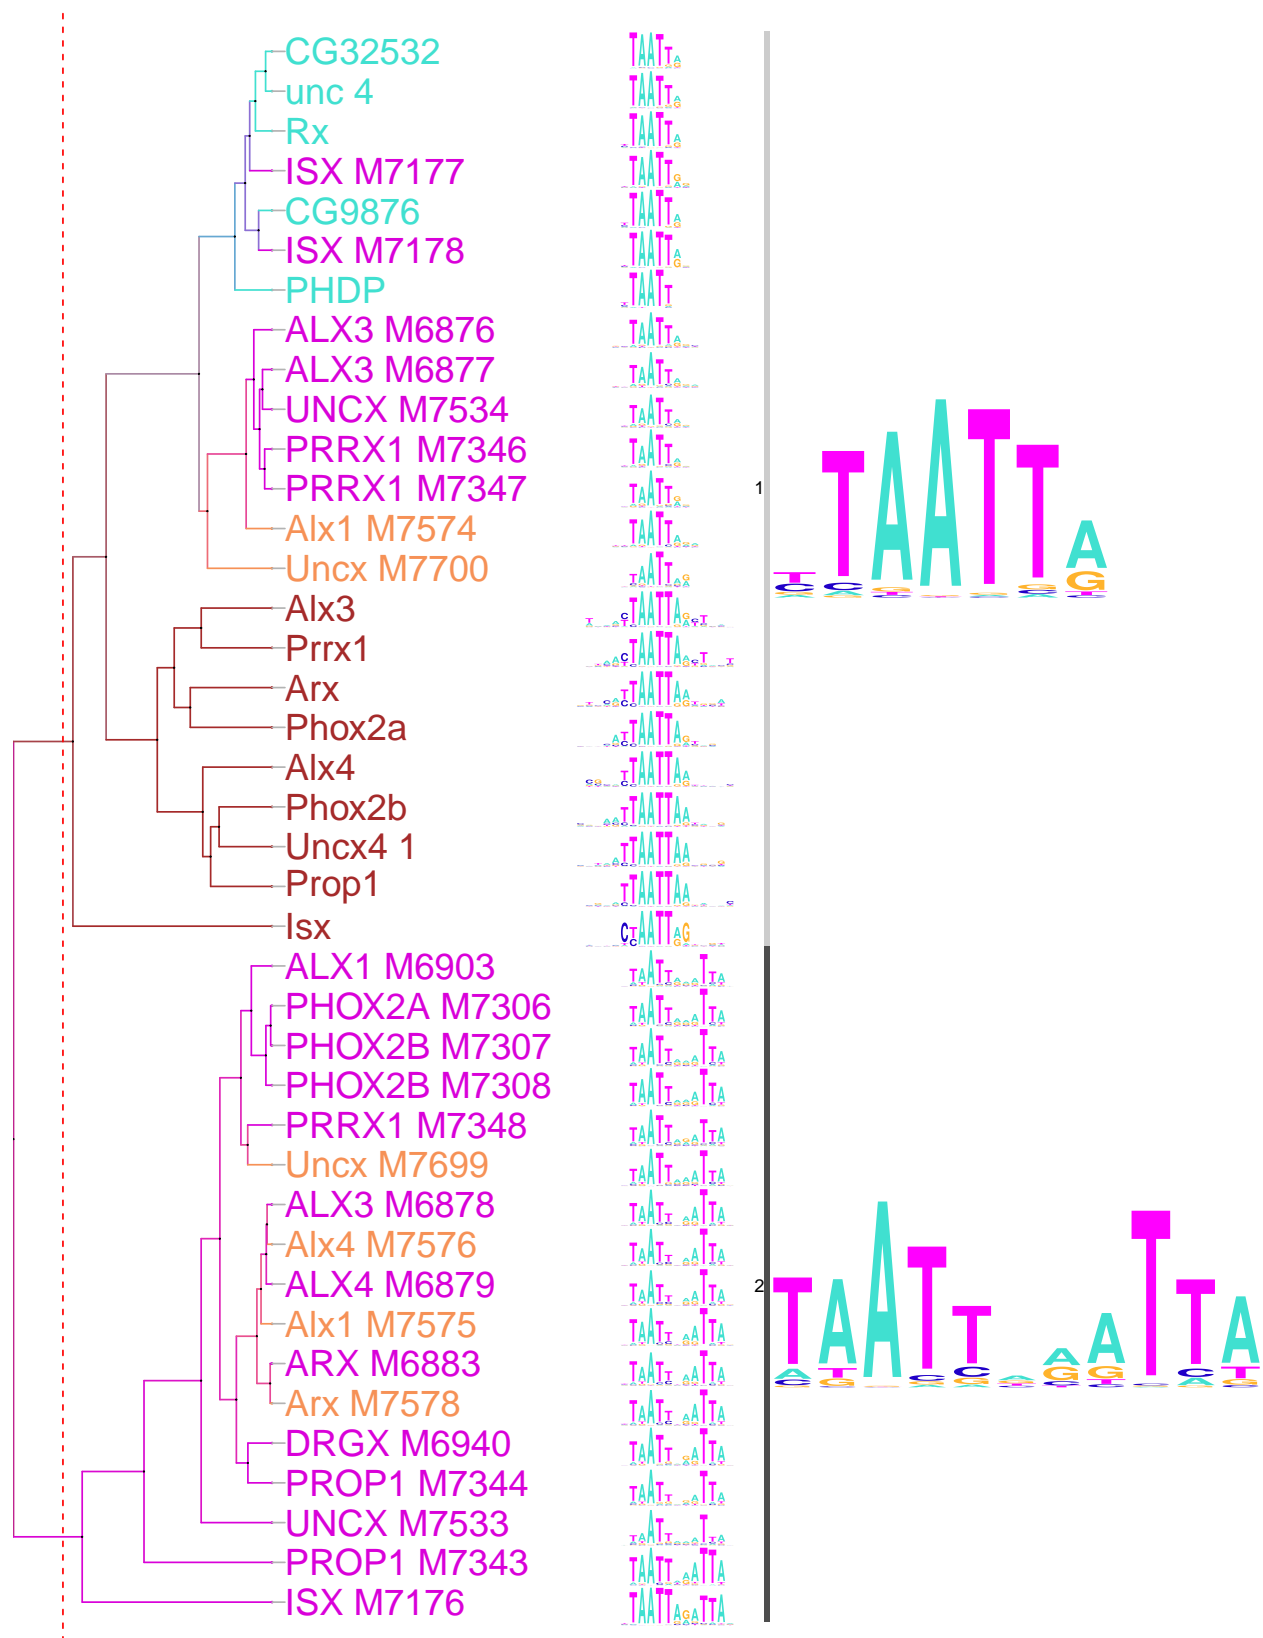 CG32532
unc 4
Rx
ISX M7177
CG9876
ISX M7178
PHDP
ALX3 M6876
ALX3 M6877
UNCX M7534
PRRX1 M7346
PRRX1 M7347
1
Alx1 M7574
Uncx M7700
Alx3
Prrx1
Arx
Phox2a
Alx4
Phox2b
Uncx4 1
Prop1
Isx
ALX1 M6903
PHOX2A M7306
PHOX2B M7307
PHOX2B M7308
PRRX1 M7348
Uncx M7699
ALX3 M6878
Alx4 M7576
ALX4 M6879
2
Alx1 M7575
ARX M6883
Arx M7578
DRGX M6940
PROP1 M7344
UNCX M7533
PROP1 M7343
ISX M7176